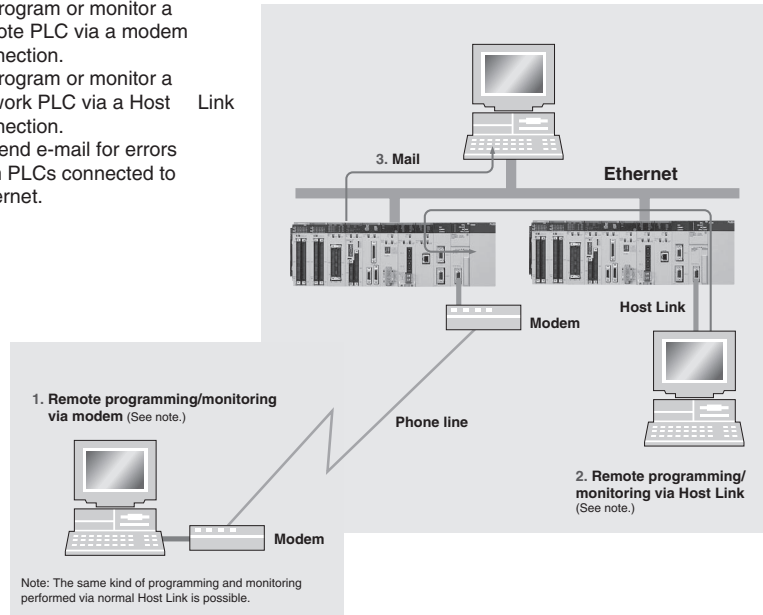 rogram or monitor a
ote PLC via a modem
nection.
rogram or monitor a
work PLC via a Host Link
nection.
end e-mail for errors
PLCs connected to
ernet.
3. Mail
Ethernet
Host Link
Modem
1. Remote programming/monitoring
via modem (See note.)
Phone line
2. Remote programming/
monitoring via Host Link
(See note.)
Modem
Note: The same kind of programming and monitoring
performed via normal Host Link is possible.